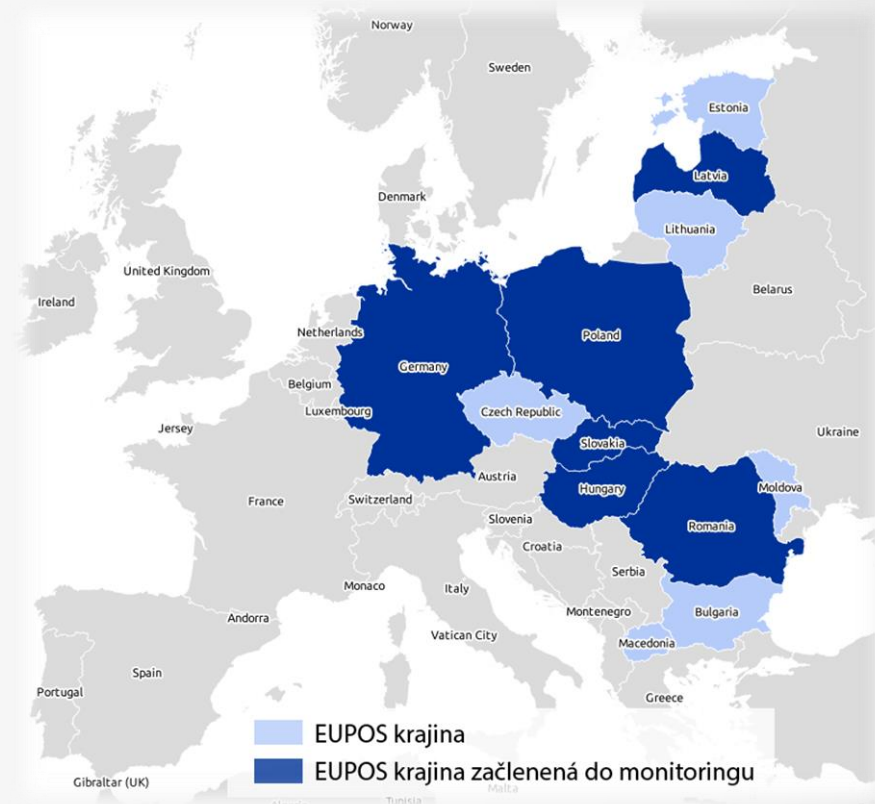 Norway
Sweden
Estonia
Latvia
Denmark
Lithuania
United Kingdom
Belarus
Ireland
Netherlands
Poland
Germany
Belgium
Luxembourg
Czech Republic
Jersey
Ukraine
Slovakia
Austria
Moldova
Hungary
France
Switzerland
Slovenia
Romania
Croatia
Serbia
Monaco
Italy
Montenegro
Bulgaria
Andorra
Vatican City
Macedonia
Spain
Portugal
Greece
EUPOS krajina
EUPOS krajina začlenená do monitoringu
Gibraltar (UK)
Malta
Tunisia